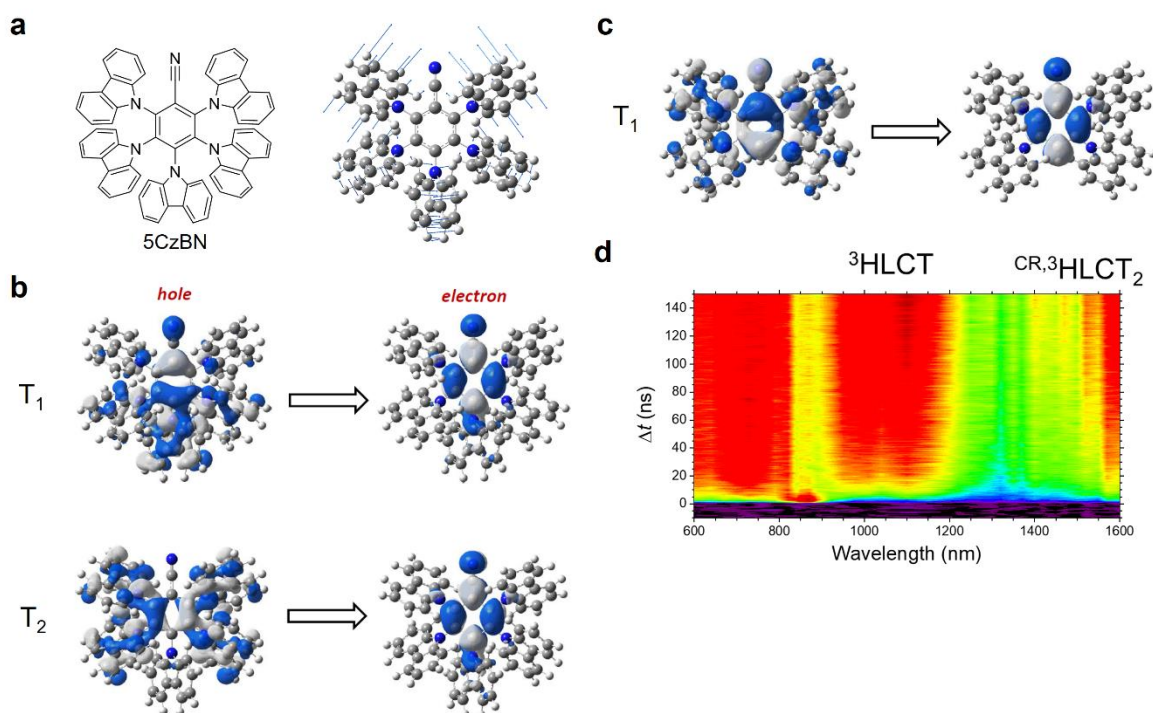 a
N
N
N
N
N
N
5CzBN
b
hole
electron
T1
T2
c
T1
d
³HLCT
CR,³HLCT₂
Δt (ns)
140
120
100
80
60
40
20
0
600 800 1000 1200 1400 1600
Wavelength (nm)